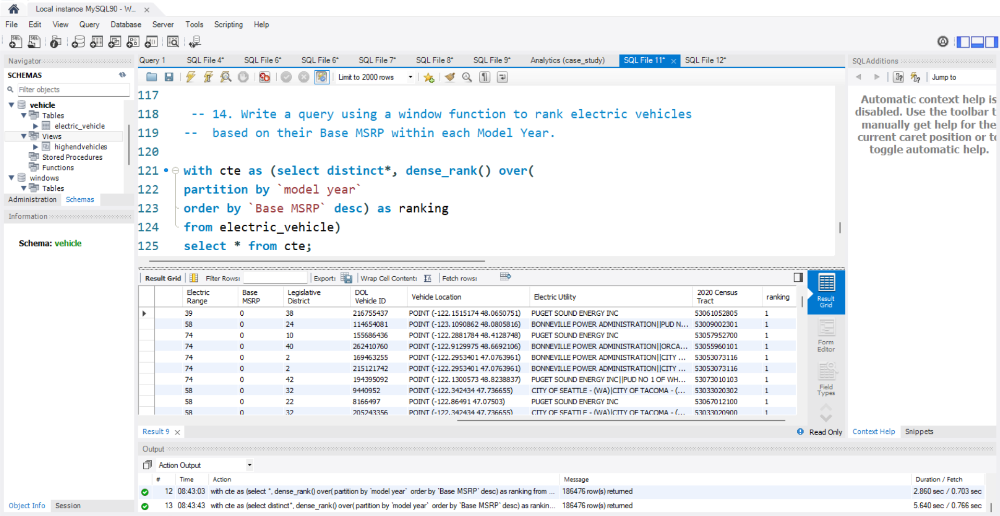 Local instance MySQL90 - W... ×
File Edit View Query Database Server Tools Scripting Help
Navigator
SCHEMAS
Filter objects
vehicle
Tables
electric_vehicle
Views
highendvehicles
Stored Procedures
Functions
windows
Tables
Administration Schemas
Information
Schema: vehicle
Object Info Session
Query 1 SQL File 4* SQL File 6* SQL File 6* SQL File 7* SQL File 8* SQL File 9* Analytics (case_study) SQL File 11* × SQL File 12*
Limit to 2000 rows
117
118 -- 14. Write a query using a window function to rank electric vehicles
119 -- based on their Base MSRP within each Model Year.
120
121 with cte as (select distinct*, dense_rank() over(
122 partition by `model year`
123 order by `Base MSRP` desc) as ranking
124 from electric_vehicle)
125 select * from cte;
Result Grid Filter Rows: Export: Wrap Cell Content: Fetch rows:
Electric Range Base MSRP Legislative District DOL Vehicle ID Vehicle Location Electric Utility 2020 Census Tract ranking
39 0 38 216755437 POINT (-122.1515174 48.0650751) PUGET SOUND ENERGY INC 53061052805 1
58 0 24 114654081 POINT (-123.1090862 48.0805816) BONNEVILLE POWER ADMINISTRATION||PUD N... 53009002301 1
74 0 10 155686436 POINT (-122.2881784 48.4128748) PUGET SOUND ENERGY INC 53057952700 1
74 0 40 262410760 POINT (-122.9129975 48.6692106) BONNEVILLE POWER ADMINISTRATION||ORCA... 53055960101 1
74 0 2 169463255 POINT (-122.2953401 47.0763961) BONNEVILLE POWER ADMINISTRATION||CITY ... 53053073116 1
74 0 2 215121742 POINT (-122.2953401 47.0763961) BONNEVILLE POWER ADMINISTRATION||CITY ... 53053073116 1
74 0 42 194395092 POINT (-122.1300573 48.8238837) PUGET SOUND ENERGY INC||PUD NO 1 OF WH... 53073010103 1
58 0 32 9440952 POINT (-122.342434 47.736655) CITY OF SEATTLE - (WA)|CITY OF TACOMA - (... 53033020302 1
58 0 22 8166497 POINT (-122.86491 47.07503) PUGET SOUND ENERGY INC 53067012100 1
58 0 32 205243356 POINT (-122.342434 47.736655) CITY OF SEATTLE - (WA)|CITY OF TACOMA - (... 53033020900 1
Result Grid
Form Editor
Field Types
Result 9 × Read Only
Output
Action Output
# Time Action Message Duration / Fetch
12 08:43:03 with cte as (select *, dense_rank() over( partition by `model year` order by `Base MSRP` desc) as ranking from ... 186476 row(s) returned 2.860 sec / 0.703 sec
13 08:43:43 with cte as (select distinct*, dense_rank() over( partition by `model year` order by `Base MSRP` desc) as rankin... 186476 row(s) returned 5.640 sec / 0.766 sec
SQLAdditions
Jump to
Automatic context help is
disabled. Use the toolbar t
manually get help for the
current caret position or to
toggle automatic help.
Context Help Snippets